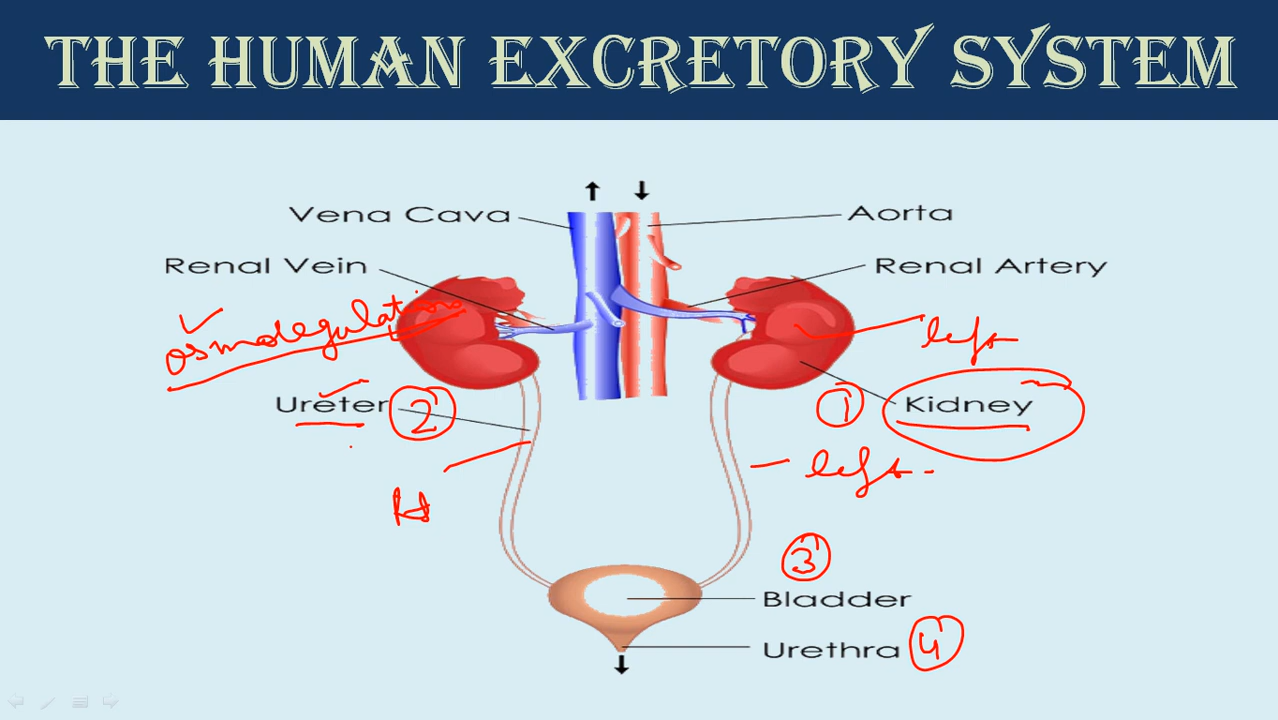 THE HUMAN EXCRETORY SYSTEM
Vena Cava
Aorta
Renal Vein
Renal Artery
osmolegulation
left
Ureter 2
1 Kidney
left
3
Bladder
Urethra 4